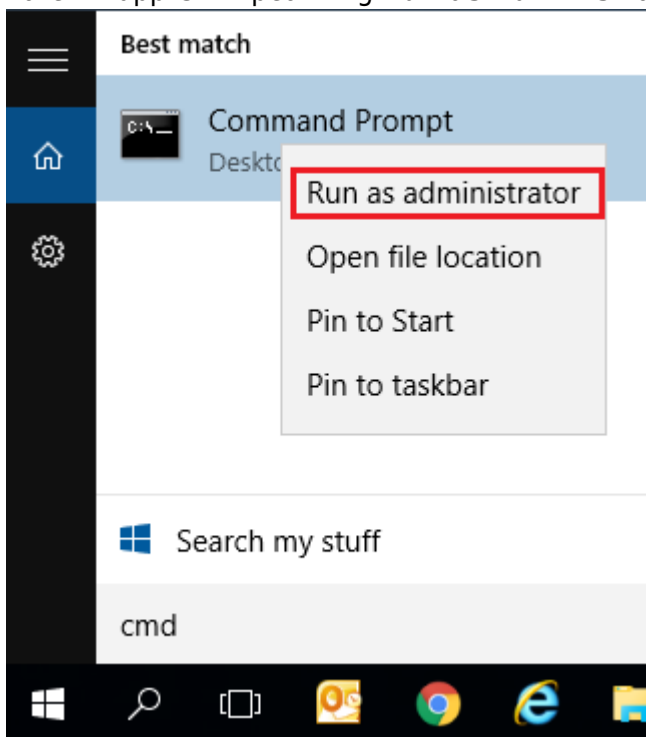 Best match
Command Prompt
Deskto
Run as administrator
Open file location
Pin to Start
Pin to taskbar
Search my stuff
cmd